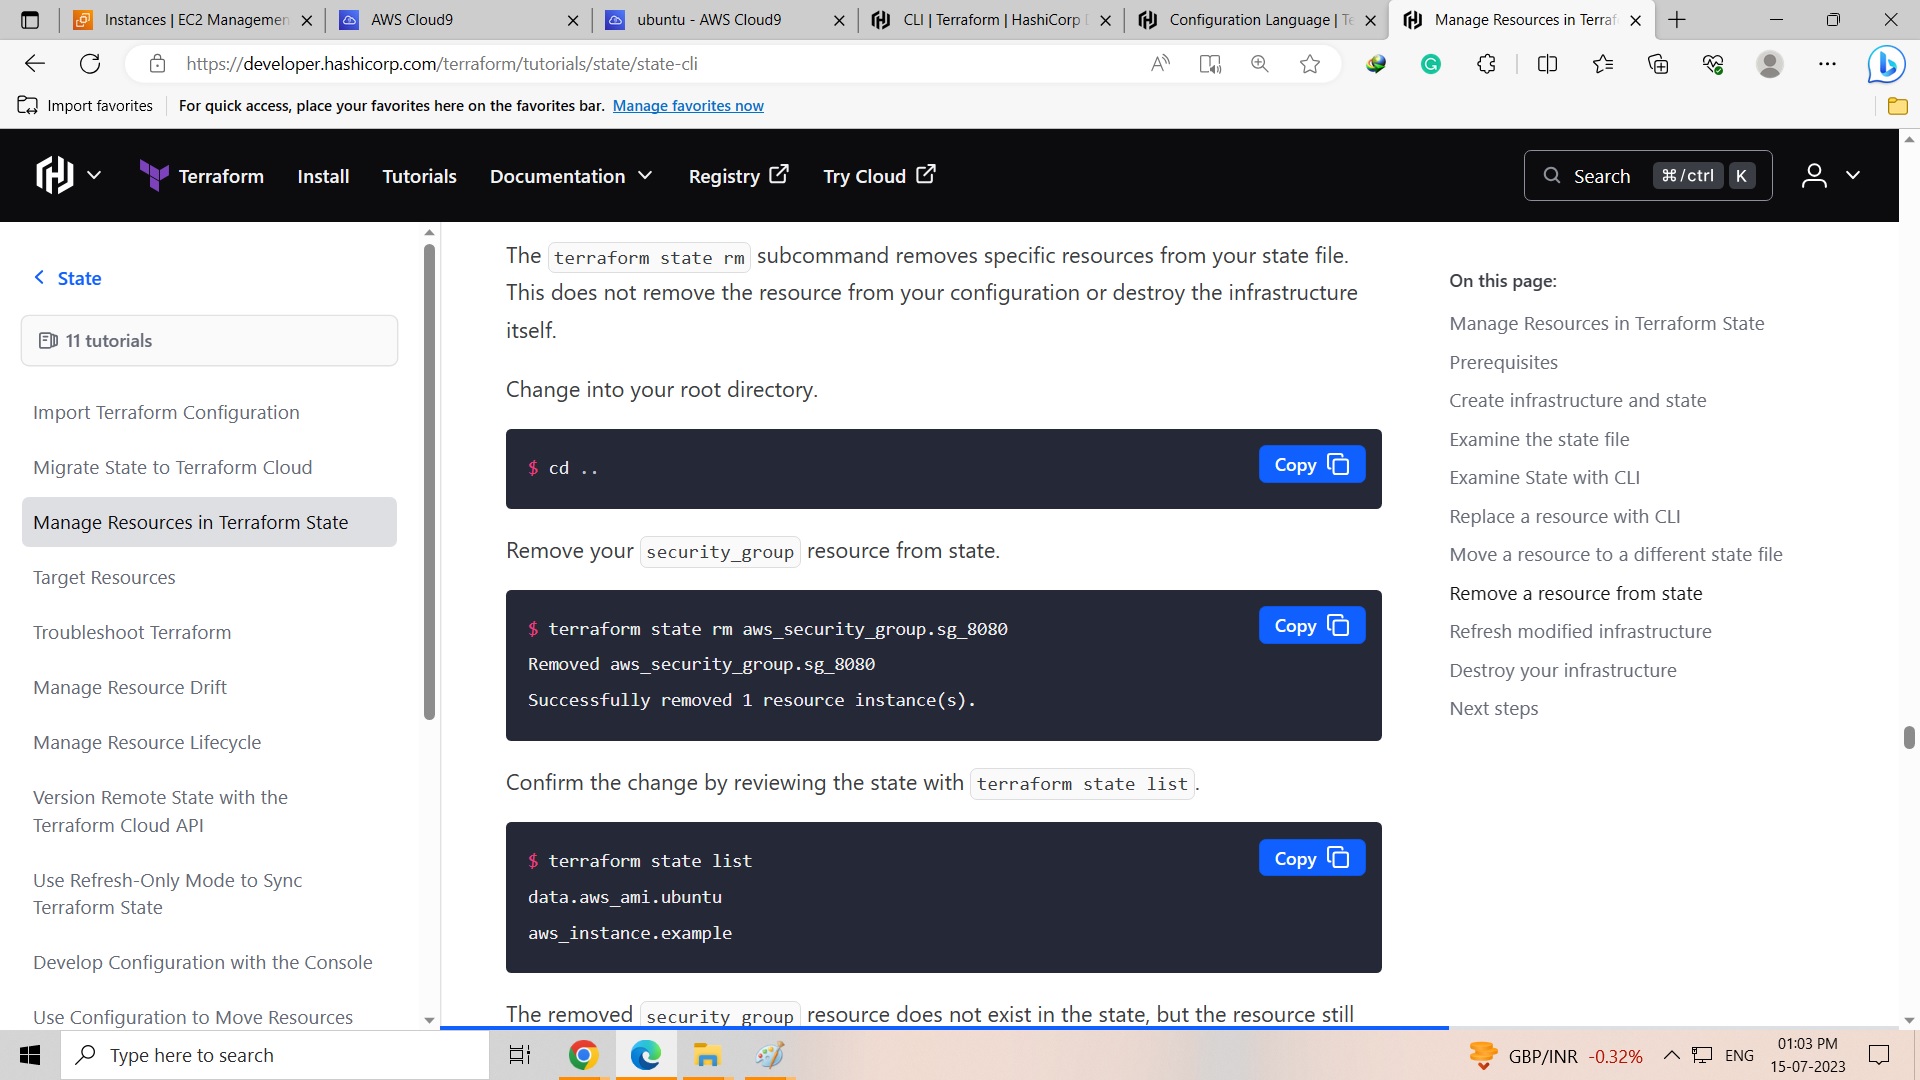 Instances | EC2 Managemen
AWS Cloud9
ubuntu - AWS Cloud9
CLI | Terraform | HashiCorp
Configuration Language | Te
Manage Resources in Terraf
https://developer.hashicorp.com/terraform/tutorials/state/state-cli
Import favorites
For quick access, place your favorites here on the favorites bar. Manage favorites now
Terraform
Install
Tutorials
Documentation
Registry
Try Cloud
Search
⌘/ctrl
K
State
11 tutorials
Import Terraform Configuration
Migrate State to Terraform Cloud
Manage Resources in Terraform State
Target Resources
Troubleshoot Terraform
Manage Resource Drift
Manage Resource Lifecycle
Version Remote State with the
Terraform Cloud API
Use Refresh-Only Mode to Sync
Terraform State
Develop Configuration with the Console
Use Configuration to Move Resources
The terraform state rm subcommand removes specific resources from your state file.
This does not remove the resource from your configuration or destroy the infrastructure
itself.
Change into your root directory.
$ cd ..
Copy
Remove your security_group resource from state.
$ terraform state rm aws_security_group.sg_8080
Copy
Removed aws_security_group.sg_8080
Successfully removed 1 resource instance(s).
Confirm the change by reviewing the state with terraform state list.
$ terraform state list
Copy
data.aws_ami.ubuntu
aws_instance.example
The removed security_group resource does not exist in the state, but the resource still
On this page:
Manage Resources in Terraform State
Prerequisites
Create infrastructure and state
Examine the state file
Examine State with CLI
Replace a resource with CLI
Move a resource to a different state file
Remove a resource from state
Refresh modified infrastructure
Destroy your infrastructure
Next steps
Type here to search
GBP/INR -0.32%
ENG
01:03 PM
15-07-2023